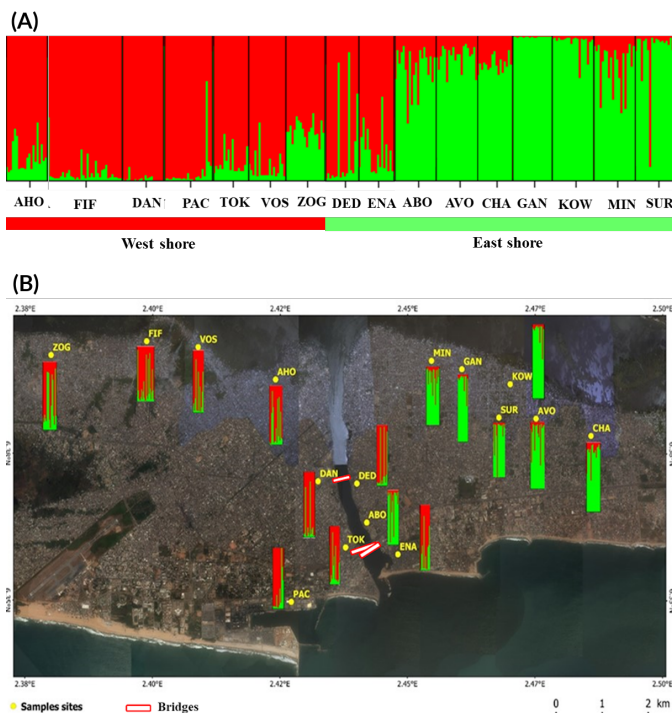 (A)
AHO FIF DAN PAC TOK VOS ZOG DED ENA ABO AVO CHA GAN KOW MIN SUR
West shore East shore
(B)
2.38°E 2.40°E 2.42°E 2.45°E 2.47°E 2.50°E
ZOG
FIF
VOS
AHO
MIN
GAN
KOW
SUR
AVO
CHA
DAN
DED
ABO
TOK
ENA
PAC
2.38°E 2.40°E 2.42°E 2.45°E 2.47°E 2.50°E
Samples sites Bridges 0 1 2 km